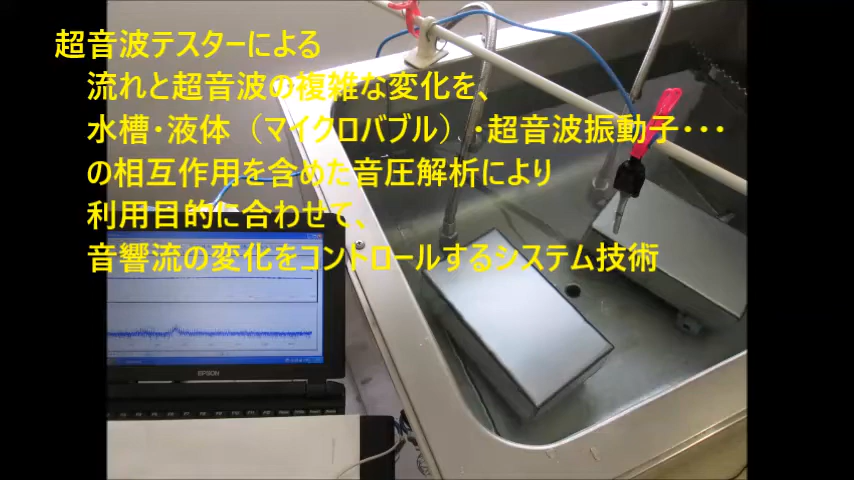 超音波テスターによる
流れと超音波の複雑な変化を、
水槽・液体（マイクロバブル）・超音波振動子・・・
の相互作用を含めた音圧解析により
利用目的に合わせて、
音響流の変化をコントロールするシステム技術
EPSON